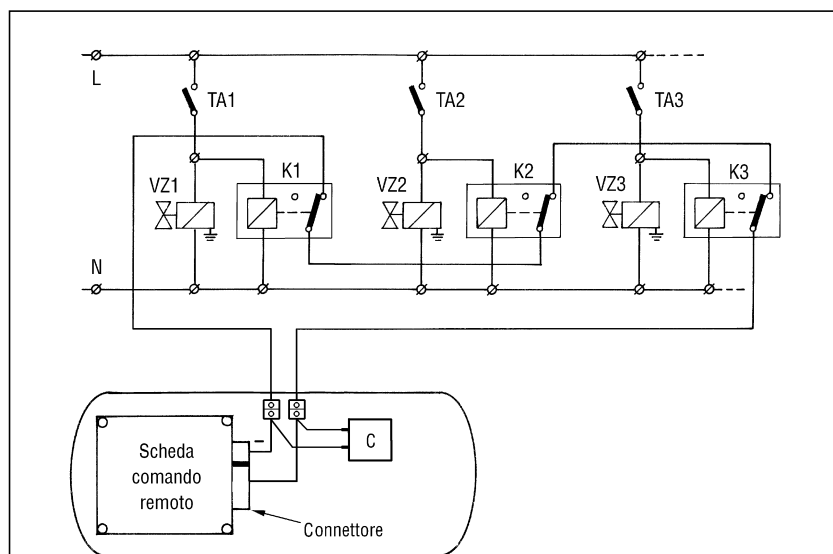 L
TA1
TA2
TA3
VZ1
K1
VZ2
K2
VZ3
K3
N
Scheda
comando
remoto
–
C
Connettore